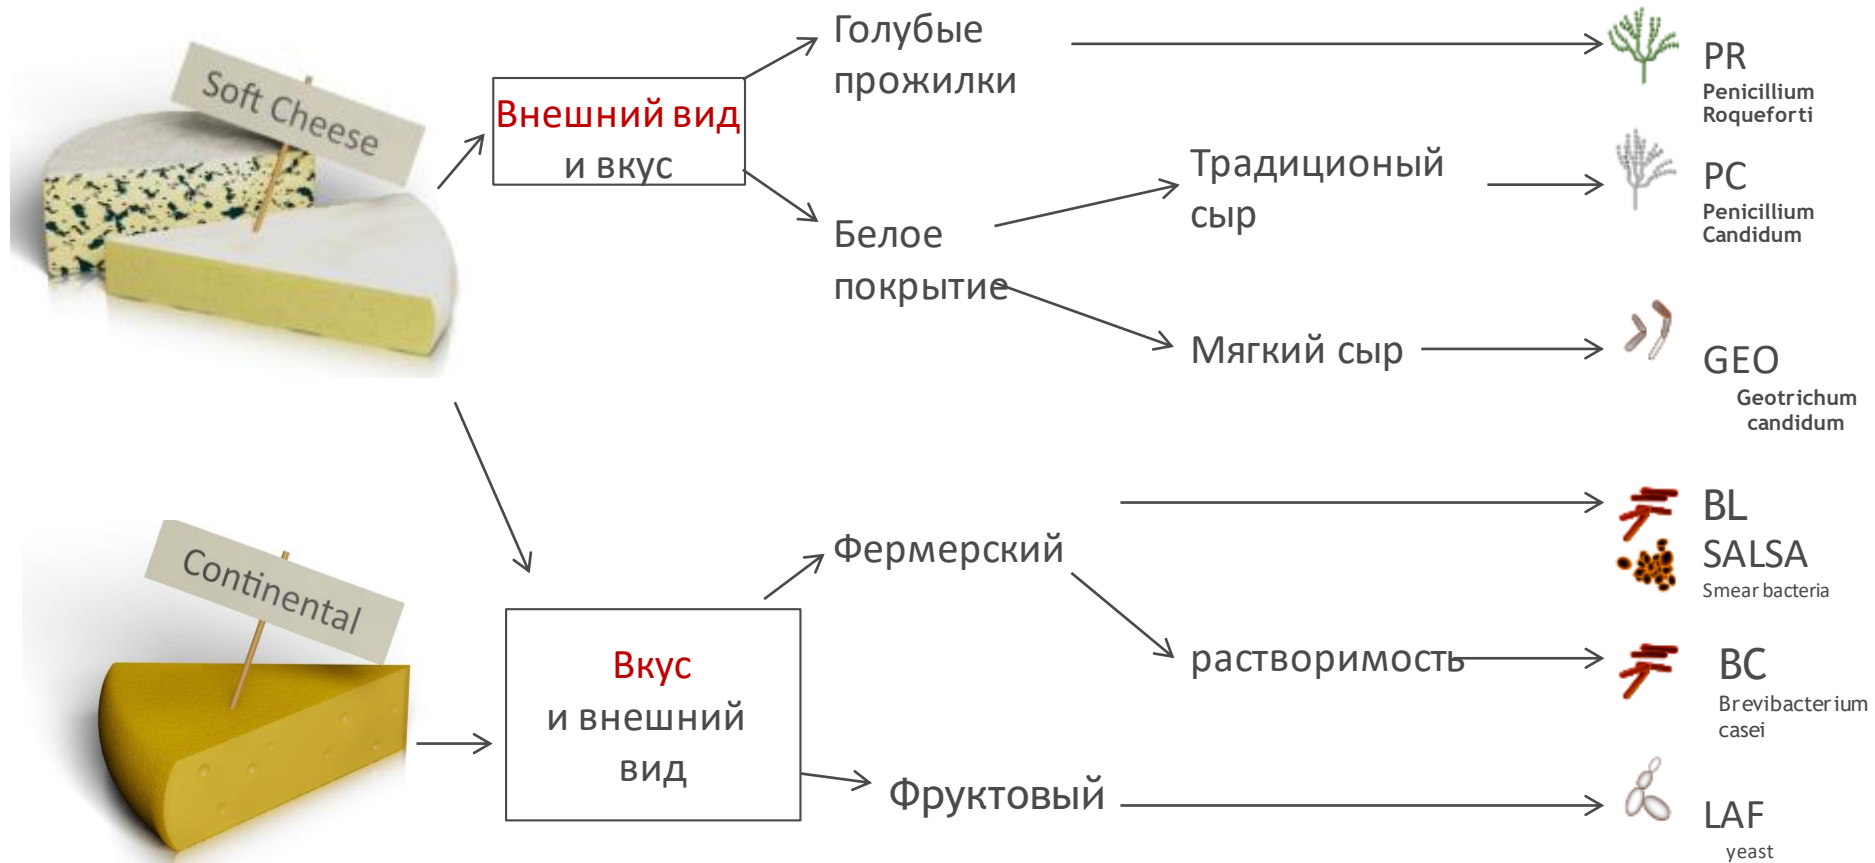 Soft Cheese
Внешний вид
и вкус
Голубые
прожилки
PR
Penicillium
Roqueforti
Белое
покрытие
Традиционый
сыр
PC
Penicillium
Candidum
Мягкий сыр
GEO
Geotrichum
candidum
Continental
Вкус
и внешний
вид
Фермерский
BL
SALSA
Smear bacteria
растворимость
BC
Brevibacterium
casei
Фруктовый
LAF
yeast